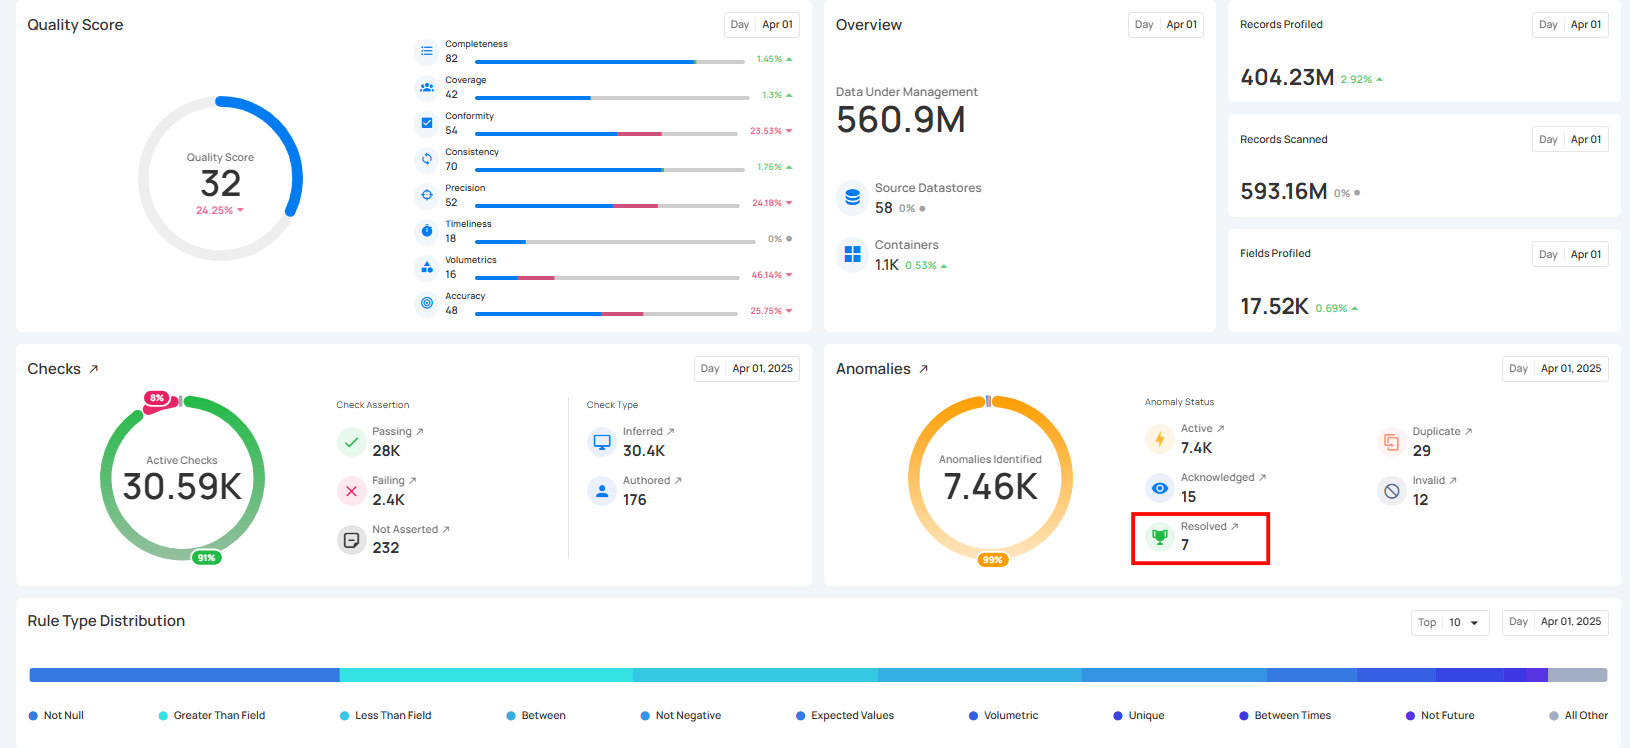 Quality Score
Day Apr 01
Quality Score
32
24.25%
Completeness
82
1.45%
Coverage
42
1.3%
Conformity
54
23.53%
Consistency
70
1.76%
Precision
52
24.18%
Timeliness
18
0%
Volumetrics
16
46.14%
Accuracy
48
25.75%
Overview
Day Apr 01
Data Under Management
560.9M
Source Datastores
58 0%
Containers
1.1K 0.53%
Records Profiled
Day Apr 01
404.23M 2.92%
Records Scanned
Day Apr 01
593.16M 0%
Fields Profiled
Day Apr 01
17.52K 0.69%
Checks
Day Apr 01, 2025
8%
Active Checks
30.59K
91%
Check Assertion
Passing
28K
Failing
2.4K
Not Asserted
232
Check Type
Inferred
30.4K
Authored
176
Anomalies
Day Apr 01, 2025
Anomalies Identified
7.46K
99%
Anomaly Status
Active
7.4K
Acknowledged
15
Resolved
7
Duplicate
29
Invalid
12
Rule Type Distribution
Top 10
Day Apr 01, 2025
Not Null
Greater Than Field
Less Than Field
Between
Not Negative
Expected Values
Volumetric
Unique
Between Times
Not Future
All Other